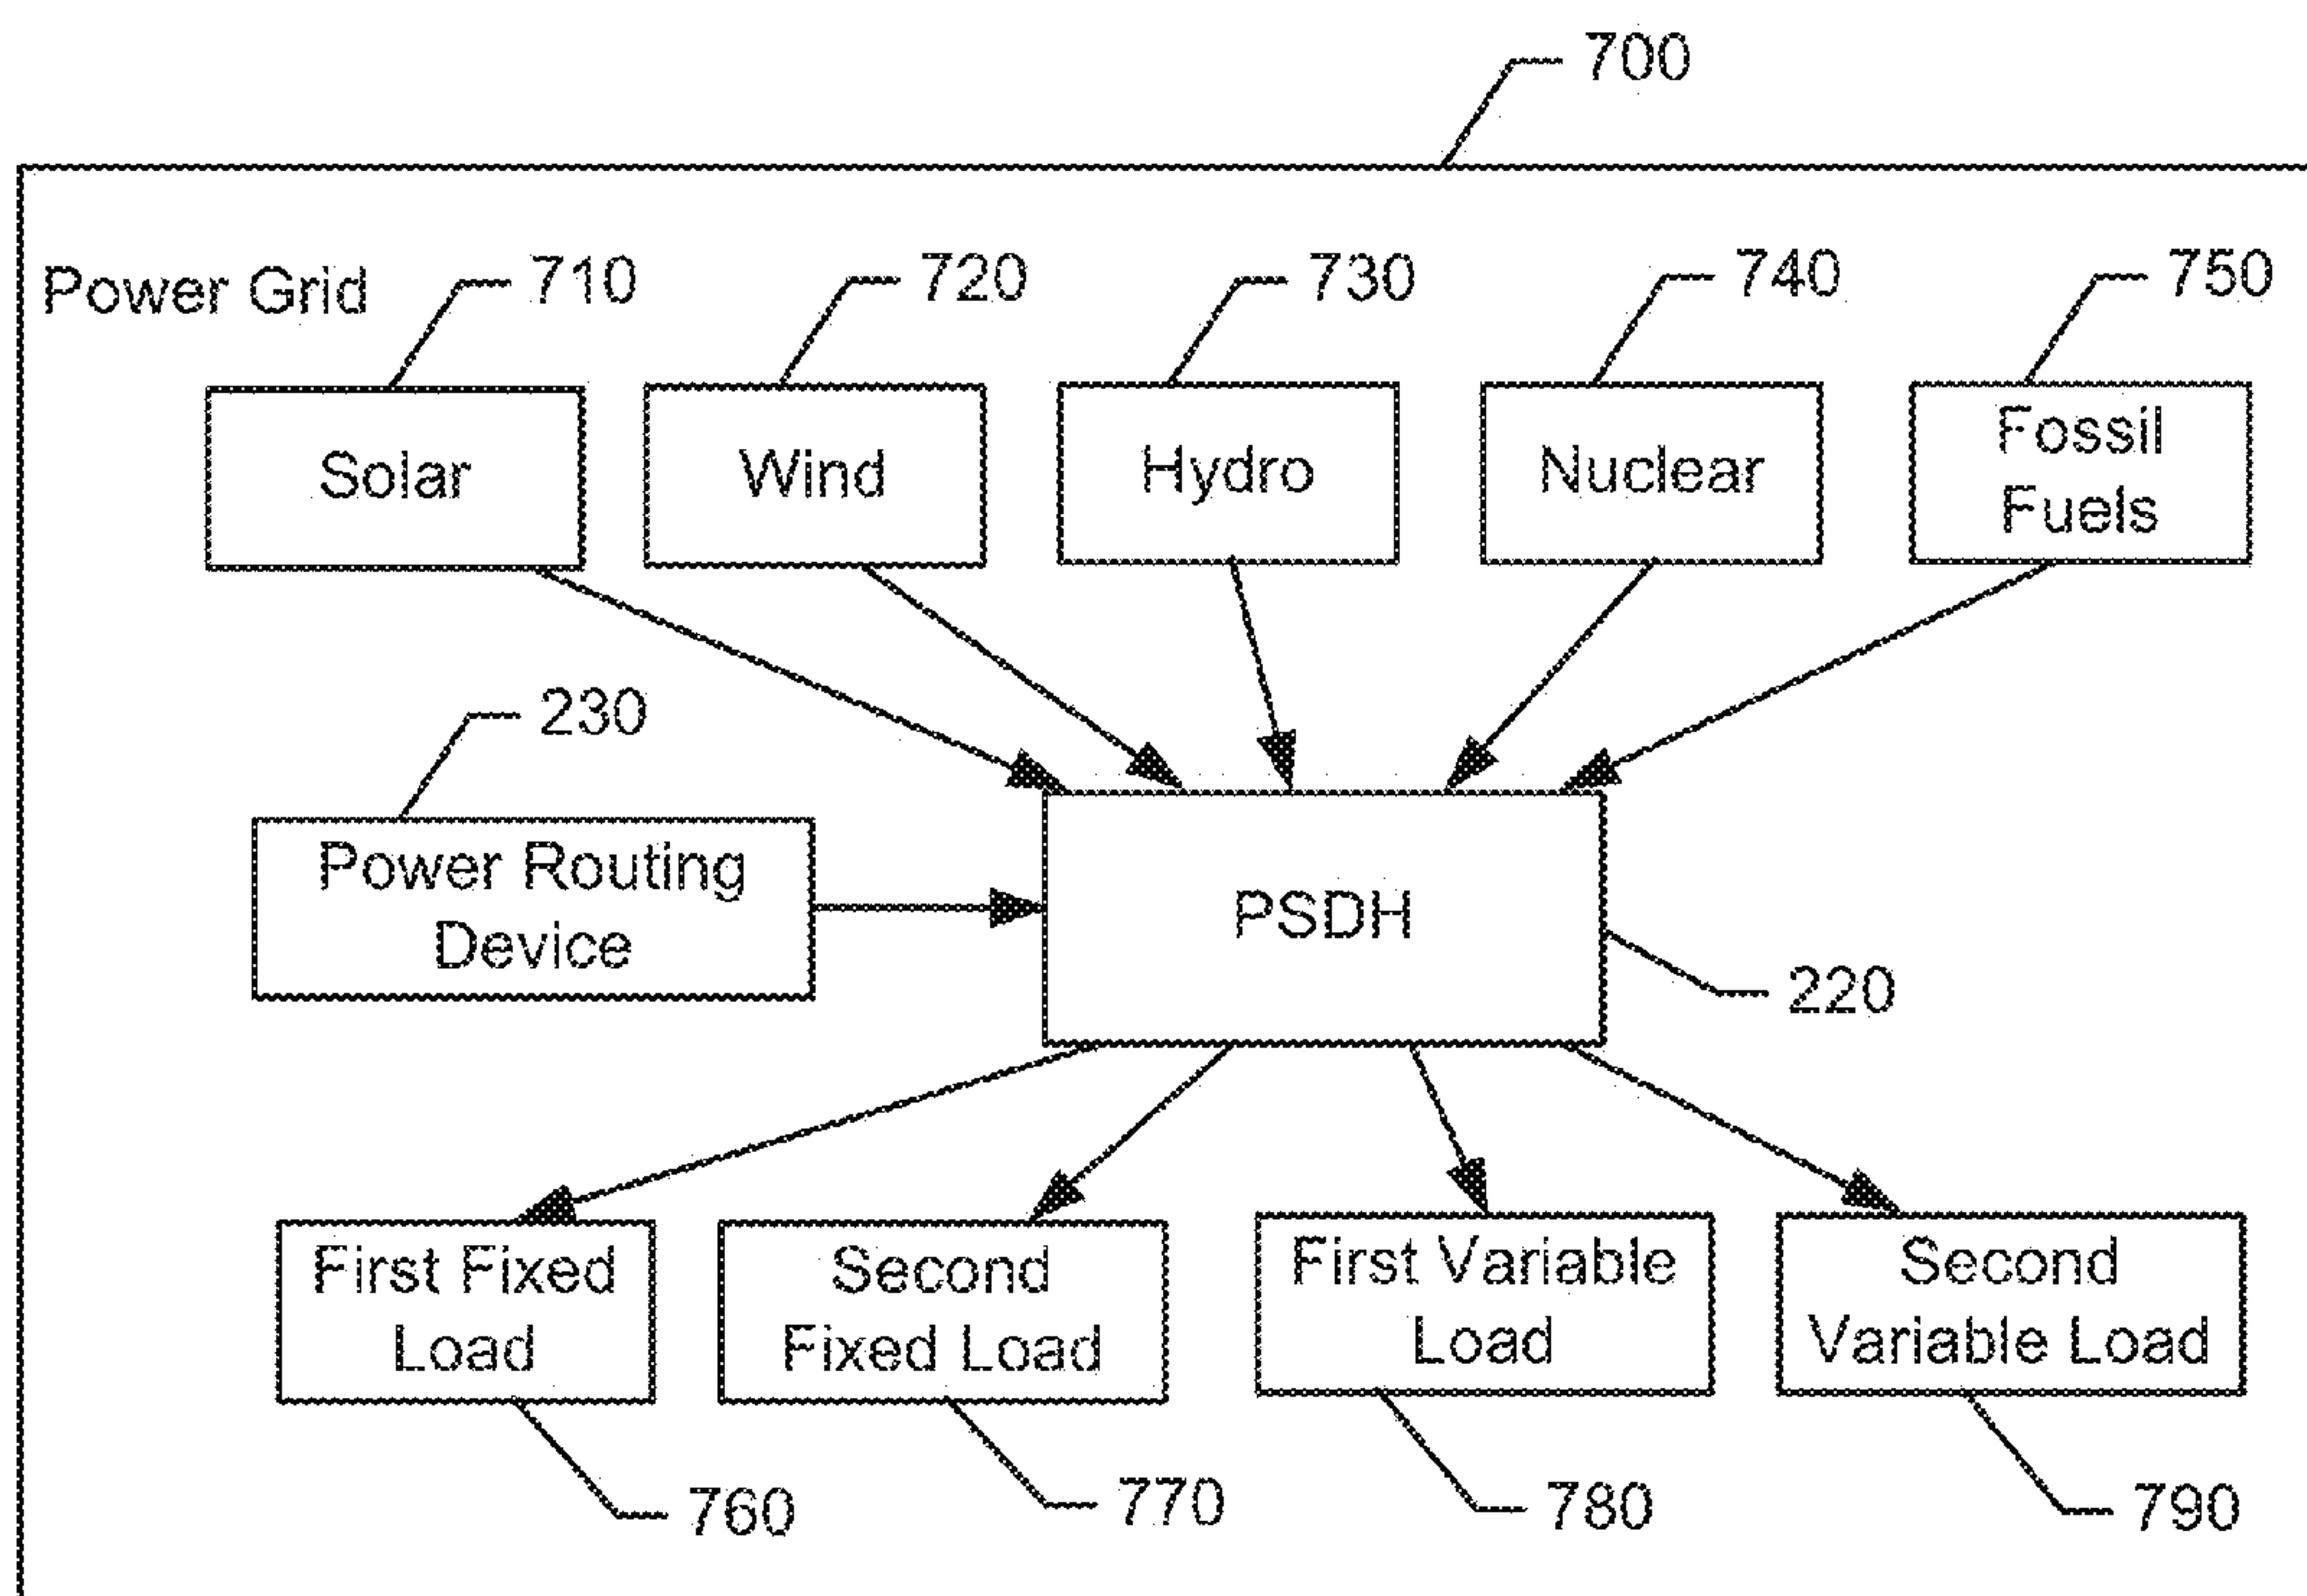 700
Power Grid
710
720
730
740
750
Solar
Wind
Hydro
Nuclear
Fossil
Fuels
230
Power Routing
Device
PSDH
220
First Fixed
Load
Second
Fixed Load
First Variable
Load
Second
Variable Load
760
770
780
790